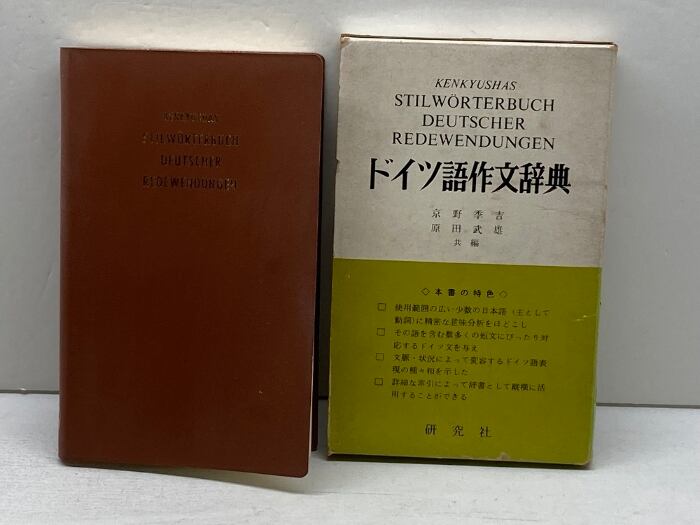 KENKYUSHAS
STILWÖRTERBUCH
DEUTSCHER
REDEWENDUNGEN
KENKYUSHAS
STILWÖRTERBUCH
DEUTSCHER
REDEWENDUNGEN
ドイツ語作文辞典
京野季吉
原田武雄
共編
◇本書の特色◇
□ 使用範囲の広い少数の日本語（主として
動詞）に精密な意味分析をほどこし
□ その語を含む数多くの短文にぴったり対
応するドイツ文を与え
□ 文脈・状況によって変容するドイツ語表
現の種々相を示した
□ 詳細な索引によって辞書として縦横に活
用することができる
研究社